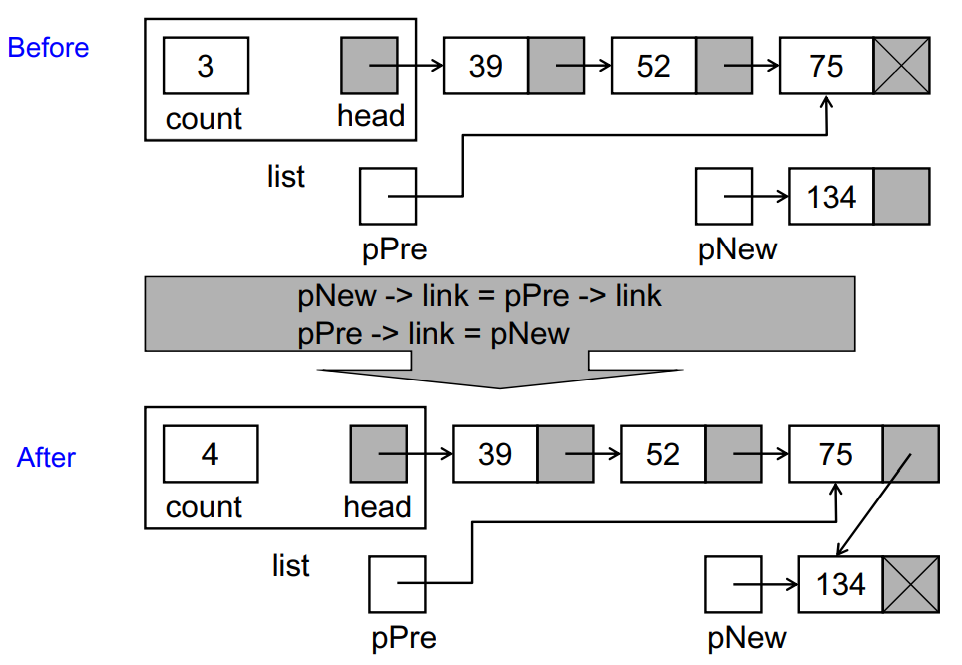 Before
3
39
52
75
count
head
list
134
pPre
pNew
pNew -> link = pPre -> link
pPre -> link = pNew
After
4
39
52
75
count
head
list
134
pPre
pNew